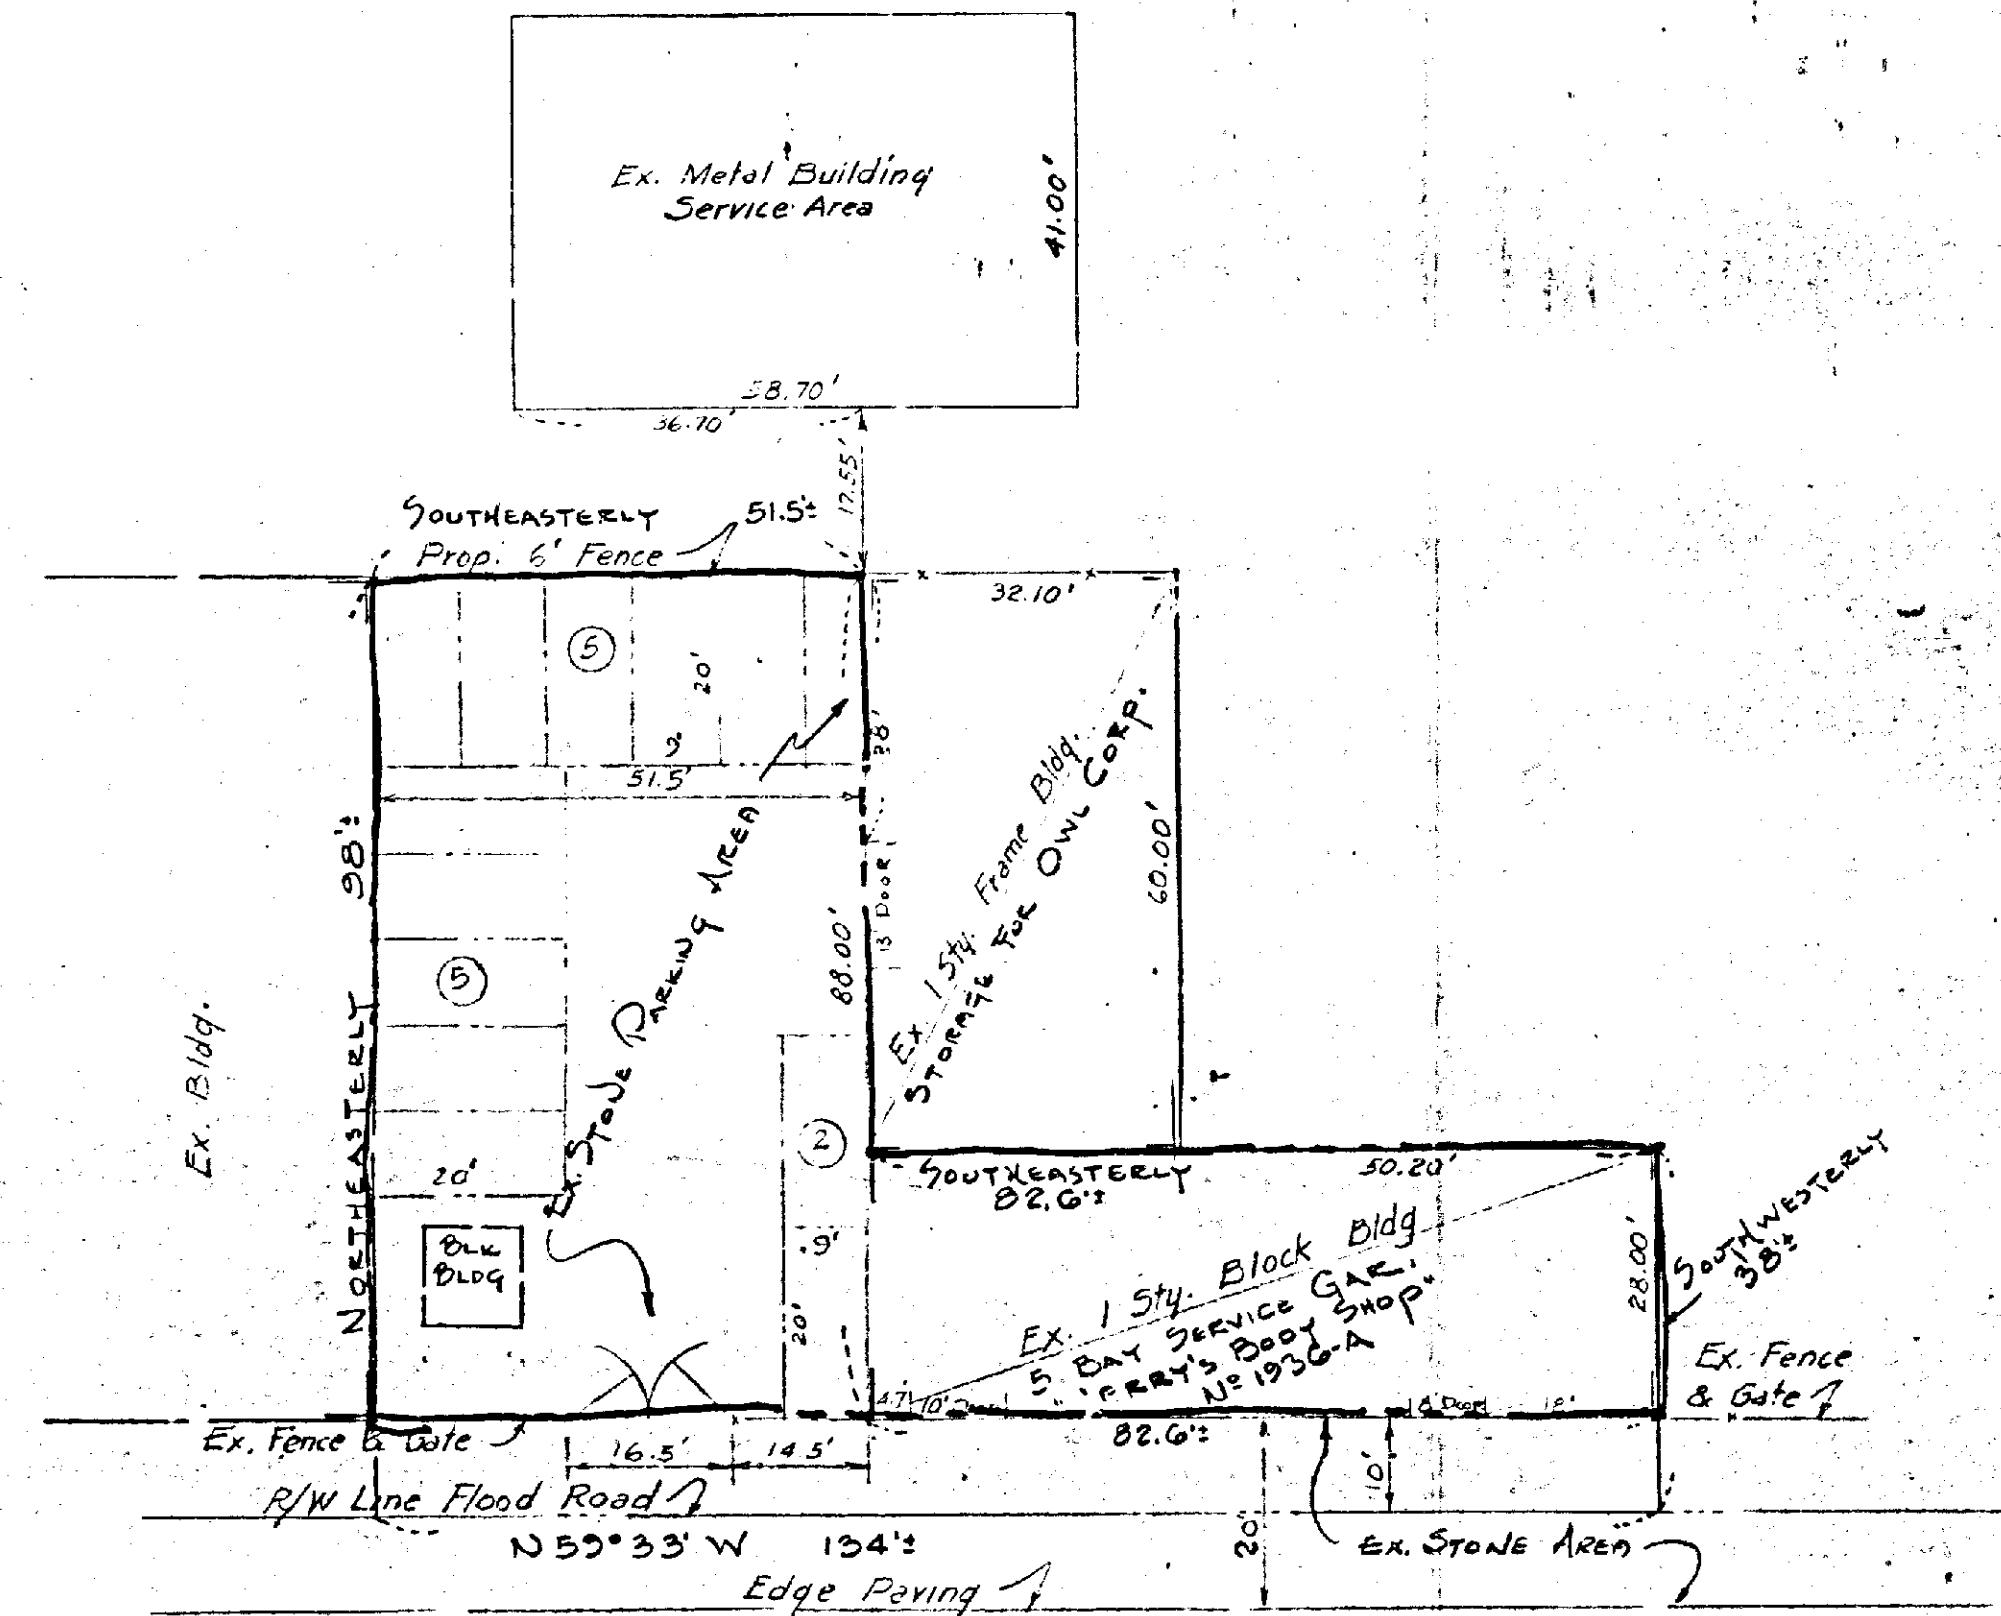 Ex. Metal Building
Service Area
41.00'
58.70'
36.70'
17.55'
SOUTHEASTERLY 51.5'±
Prop. 6' Fence
32.10'
5
20'
9
51.5'
28'
EX. STONE PARKING AREA
13 DOOR
88.00'
98'±
NORTHEASTERLY
Ex. 1 Sty. Frame Bldg.
STORAGE FOR OWL CORP.
60.00'
5
Ex. Bldg.
2
20'
BLK
BLDG
9'
20'
SOUTHEASTERLY
82.6'±
50.20'
Ex. 1 Sty. Block Bldg
5 BAY SERVICE GAR.
BODY SHOP"
Nº 1936-A
28.00'
SOUTHWESTERLY
38'±
Ex. Fence
& Gate
4.7' 10'
Door 18'
82.6'±
Ex. Fence & Gate
16.5' 14.5'
10'
R/W Line Flood Road
N 59° 33' W 134'±
20'
EX. STONE AREA
Edge Paving